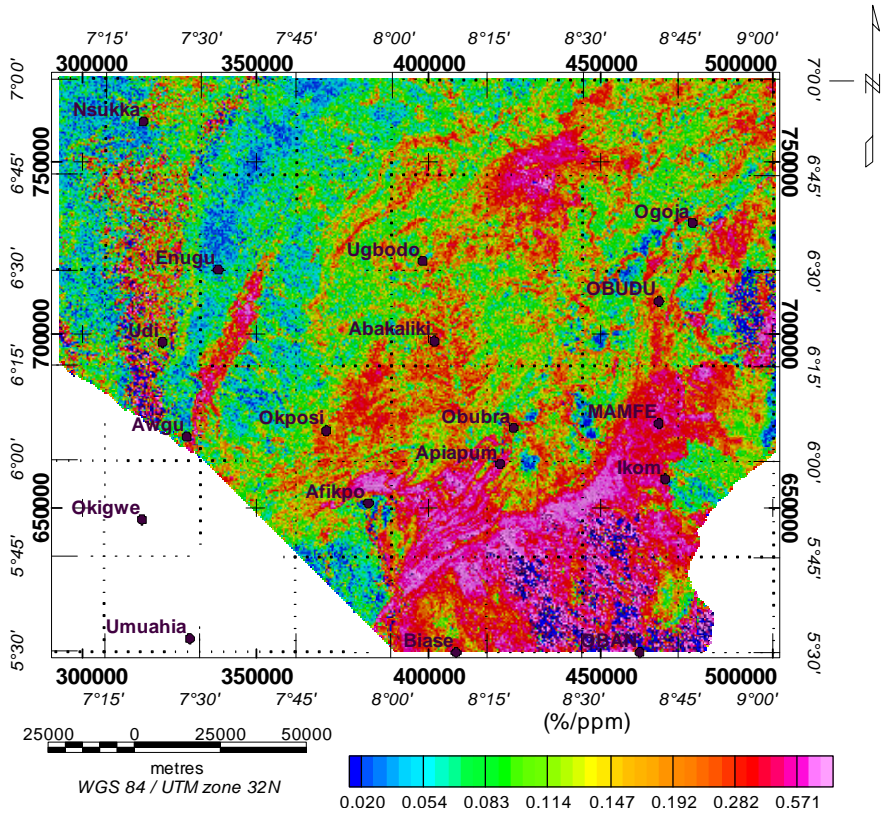 7°15' 7°30' 7°45' 8°00' 8°15' 8°30' 8°45' 9°00'
300000 350000 400000 450000 500000
7°00' 7°00'
N
Nsukka
750000 750000
6°45' 6°45'
Ogoja
Ugbodo
Enugu
6°30' 6°30'
OBUDU
Udi Abakaliki
700000 700000
6°15' 6°15'
Awgu Okposi Obubra MAMFE
Apiapum
6°00' 6°00'
Ikom
Afikpo
Okigwe
650000 650000
5°45' 5°45'
Umuahia
Biase OBAN
5°30' 5°30'
300000 350000 400000 450000 500000
7°15' 7°30' 7°45' 8°00' 8°15' 8°30' 8°45' 9°00'
(%/ppm)
25000 0 25000 50000
metres
WGS 84 / UTM zone 32N
0.020 0.054 0.083 0.114 0.147 0.192 0.282 0.571